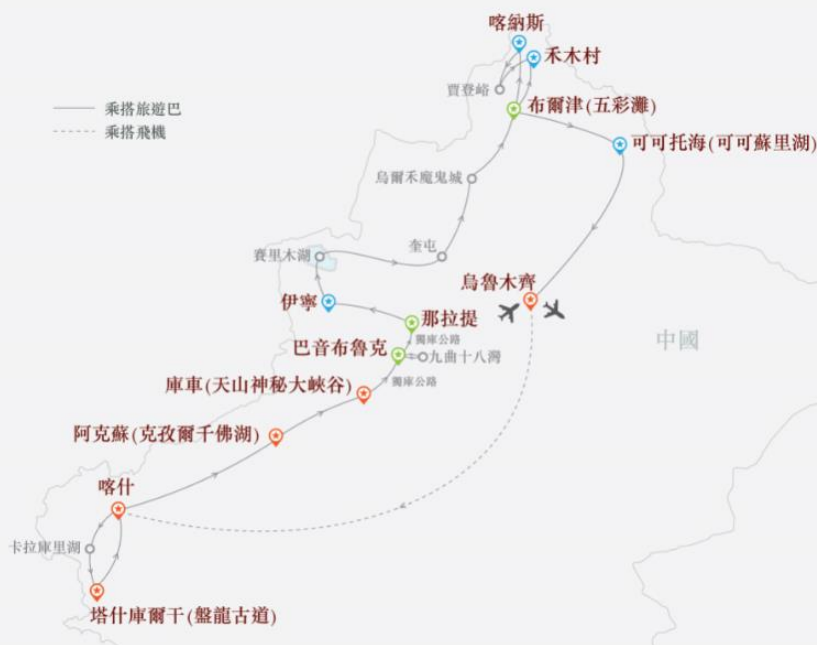 喀納斯
禾木村
賈登峪
布爾津(五彩灘)
乘搭旅遊巴
乘搭飛機
可可托海(可可蘇里湖)
烏爾禾魔鬼城
奎屯
賽里木湖
烏魯木齊
伊寧
那拉提
獨庫公路
中國
巴音布魯克
九曲十八灣
獨庫公路
庫車(天山神秘大峽谷)
阿克蘇(克孜爾千佛湖)
喀什
卡拉庫里湖
塔什庫爾干(盤龍古道)